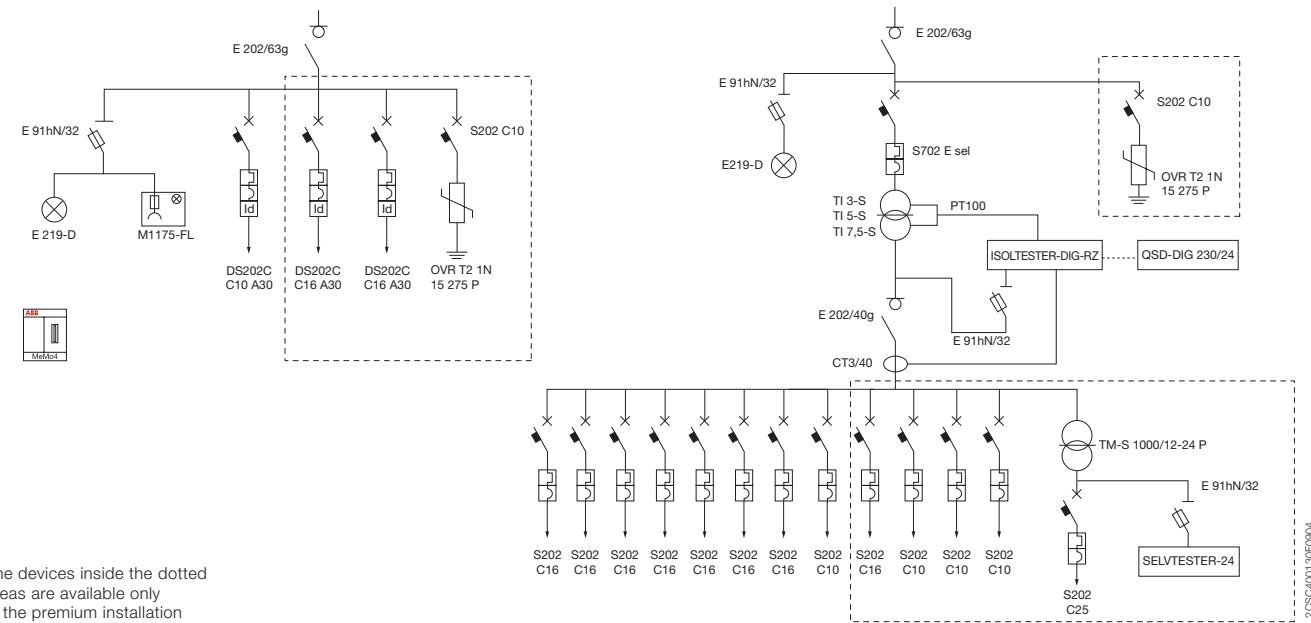 E 202/63g
E 91hN/32
S202 C10
E 219-D
M1175-FL
Id
Id
Id
DS202C
C10 A30
DS202C
C16 A30
DS202C
C16 A30
OVR T2 1N
15 275 P
ABB
MeMo4
E 202/63g
E 91hN/32
S202 C10
E219-D
S702 E sel
OVR T2 1N
15 275 P
TI 3-S
TI 5-S
TI 7,5-S
PT100
ISOLTESTER-DIG-RZ
QSD-DIG 230/24
E 202/40g
E 91hN/32
CT3/40
TM-S 1000/12-24 P
E 91hN/32
S202
C16
S202
C16
S202
C16
S202
C16
S202
C16
S202
C16
S202
C16
S202
C10
S202
C16
S202
C10
S202
C10
S202
C10
S202
C25
SELVTESTER-24
ne devices inside the dotted
eas are available only
the premium installation
2CSC400130F0904